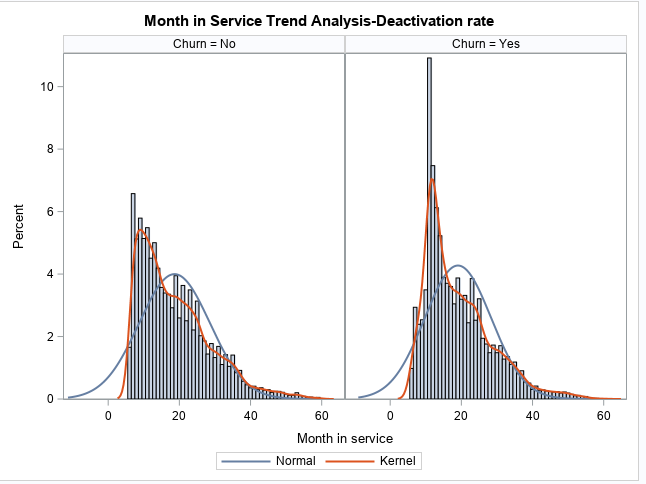 Month in Service Trend Analysis-Deactivation rate
Churn = No
Churn = Yes
10
8
6
4
2
0
Percent
0 20 40 60
0 20 40 60
Month in service
Normal Kernel